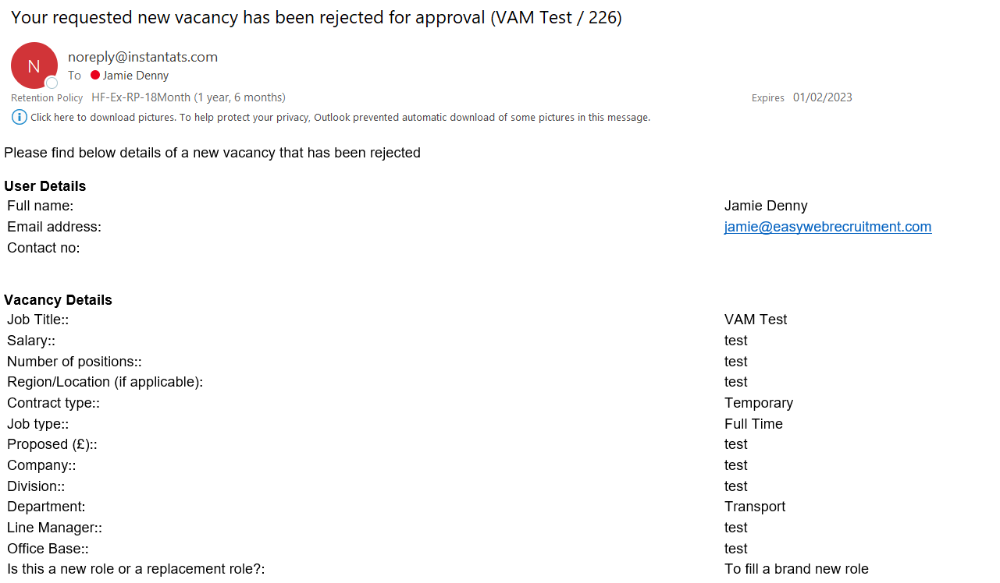 Your requested new vacancy has been rejected for approval (VAM Test / 226)
N
noreply@instantats.com
To Jamie Denny
Retention Policy HF-Ex-RP-18Month (1 year, 6 months) Expires 01/02/2023
Click here to download pictures. To help protect your privacy, Outlook prevented automatic download of some pictures in this message.
Please find below details of a new vacancy that has been rejected
User Details
Full name: Jamie Denny
Email address: jamie@easywebrecruitment.com
Contact no:
Vacancy Details
Job Title:: VAM Test
Salary:: test
Number of positions:: test
Region/Location (if applicable): test
Contract type:: Temporary
Job type:: Full Time
Proposed (£):: test
Company:: test
Division:: test
Department: Transport
Line Manager:: test
Office Base:: test
Is this a new role or a replacement role?: To fill a brand new role